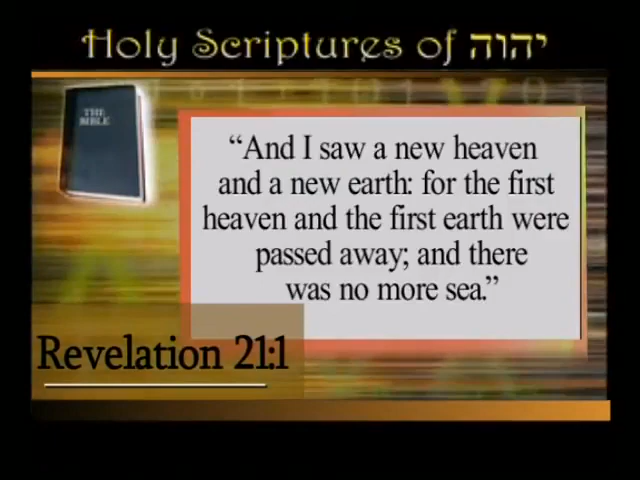 Holy Scriptures of יהוה
THE
BIBLE
“And I saw a new heaven
and a new earth: for the first
heaven and the first earth were
passed away; and there
was no more sea.”
Revelation 21:1